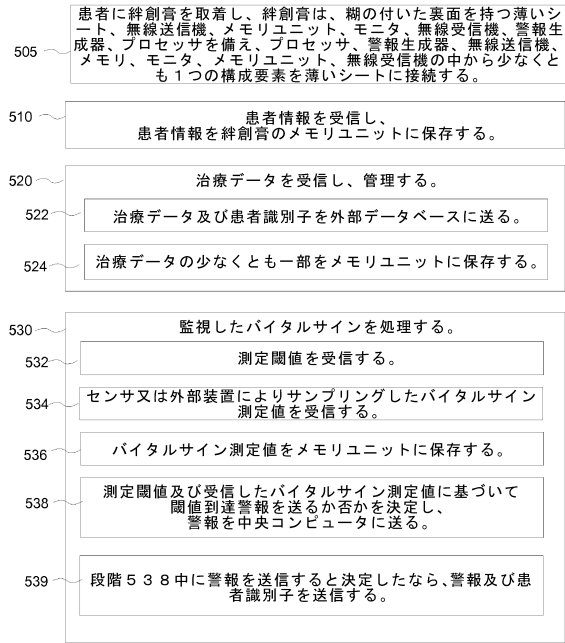 患者に絆創膏を取着し、絆創膏は、糊の付いた裏面を持つ薄いシ
ート、無線送信機、メモリユニット、モニタ、無線受信機、警報生
成器、プロセッサを備え、プロセッサ、警報生成器、無線送信機、
メモリ、モニタ、メモリユニット、無線受信機の中から少なくと
も１つの構成要素を薄いシートに接続する。
505
510
患者情報を受信し、
患者情報を絆創膏のメモリユニットに保存する。
520
治療データを受信し、管理する。
522
治療データ及び患者識別子を外部データベースに送る。
524
治療データの少なくとも一部をメモリユニットに保存する。
530
監視したバイタルサインを処理する。
532
測定閾値を受信する。
534
センサ又は外部装置によりサンプリングしたバイタルサイン
測定値を受信する。
536
バイタルサイン測定値をメモリユニットに保存する。
538
測定閾値及び受信したバイタルサイン測定値に基づいて
閾値到達警報を送るか否かを決定し、
警報を中央コンピュータに送る。
539
段階５３８中に警報を送信すると決定したなら、警報及び患
者識別子を送信する。